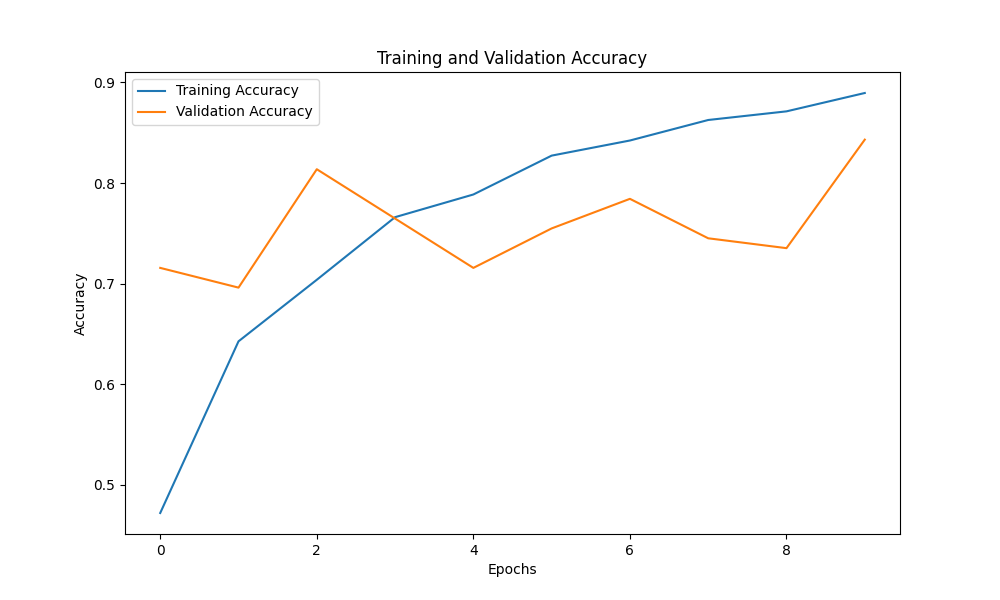 Training and Validation Accuracy
Training Accuracy
Validation Accuracy
Accuracy
0.9
0.8
0.7
0.6
0.5
0 2 4 6 8
Epochs